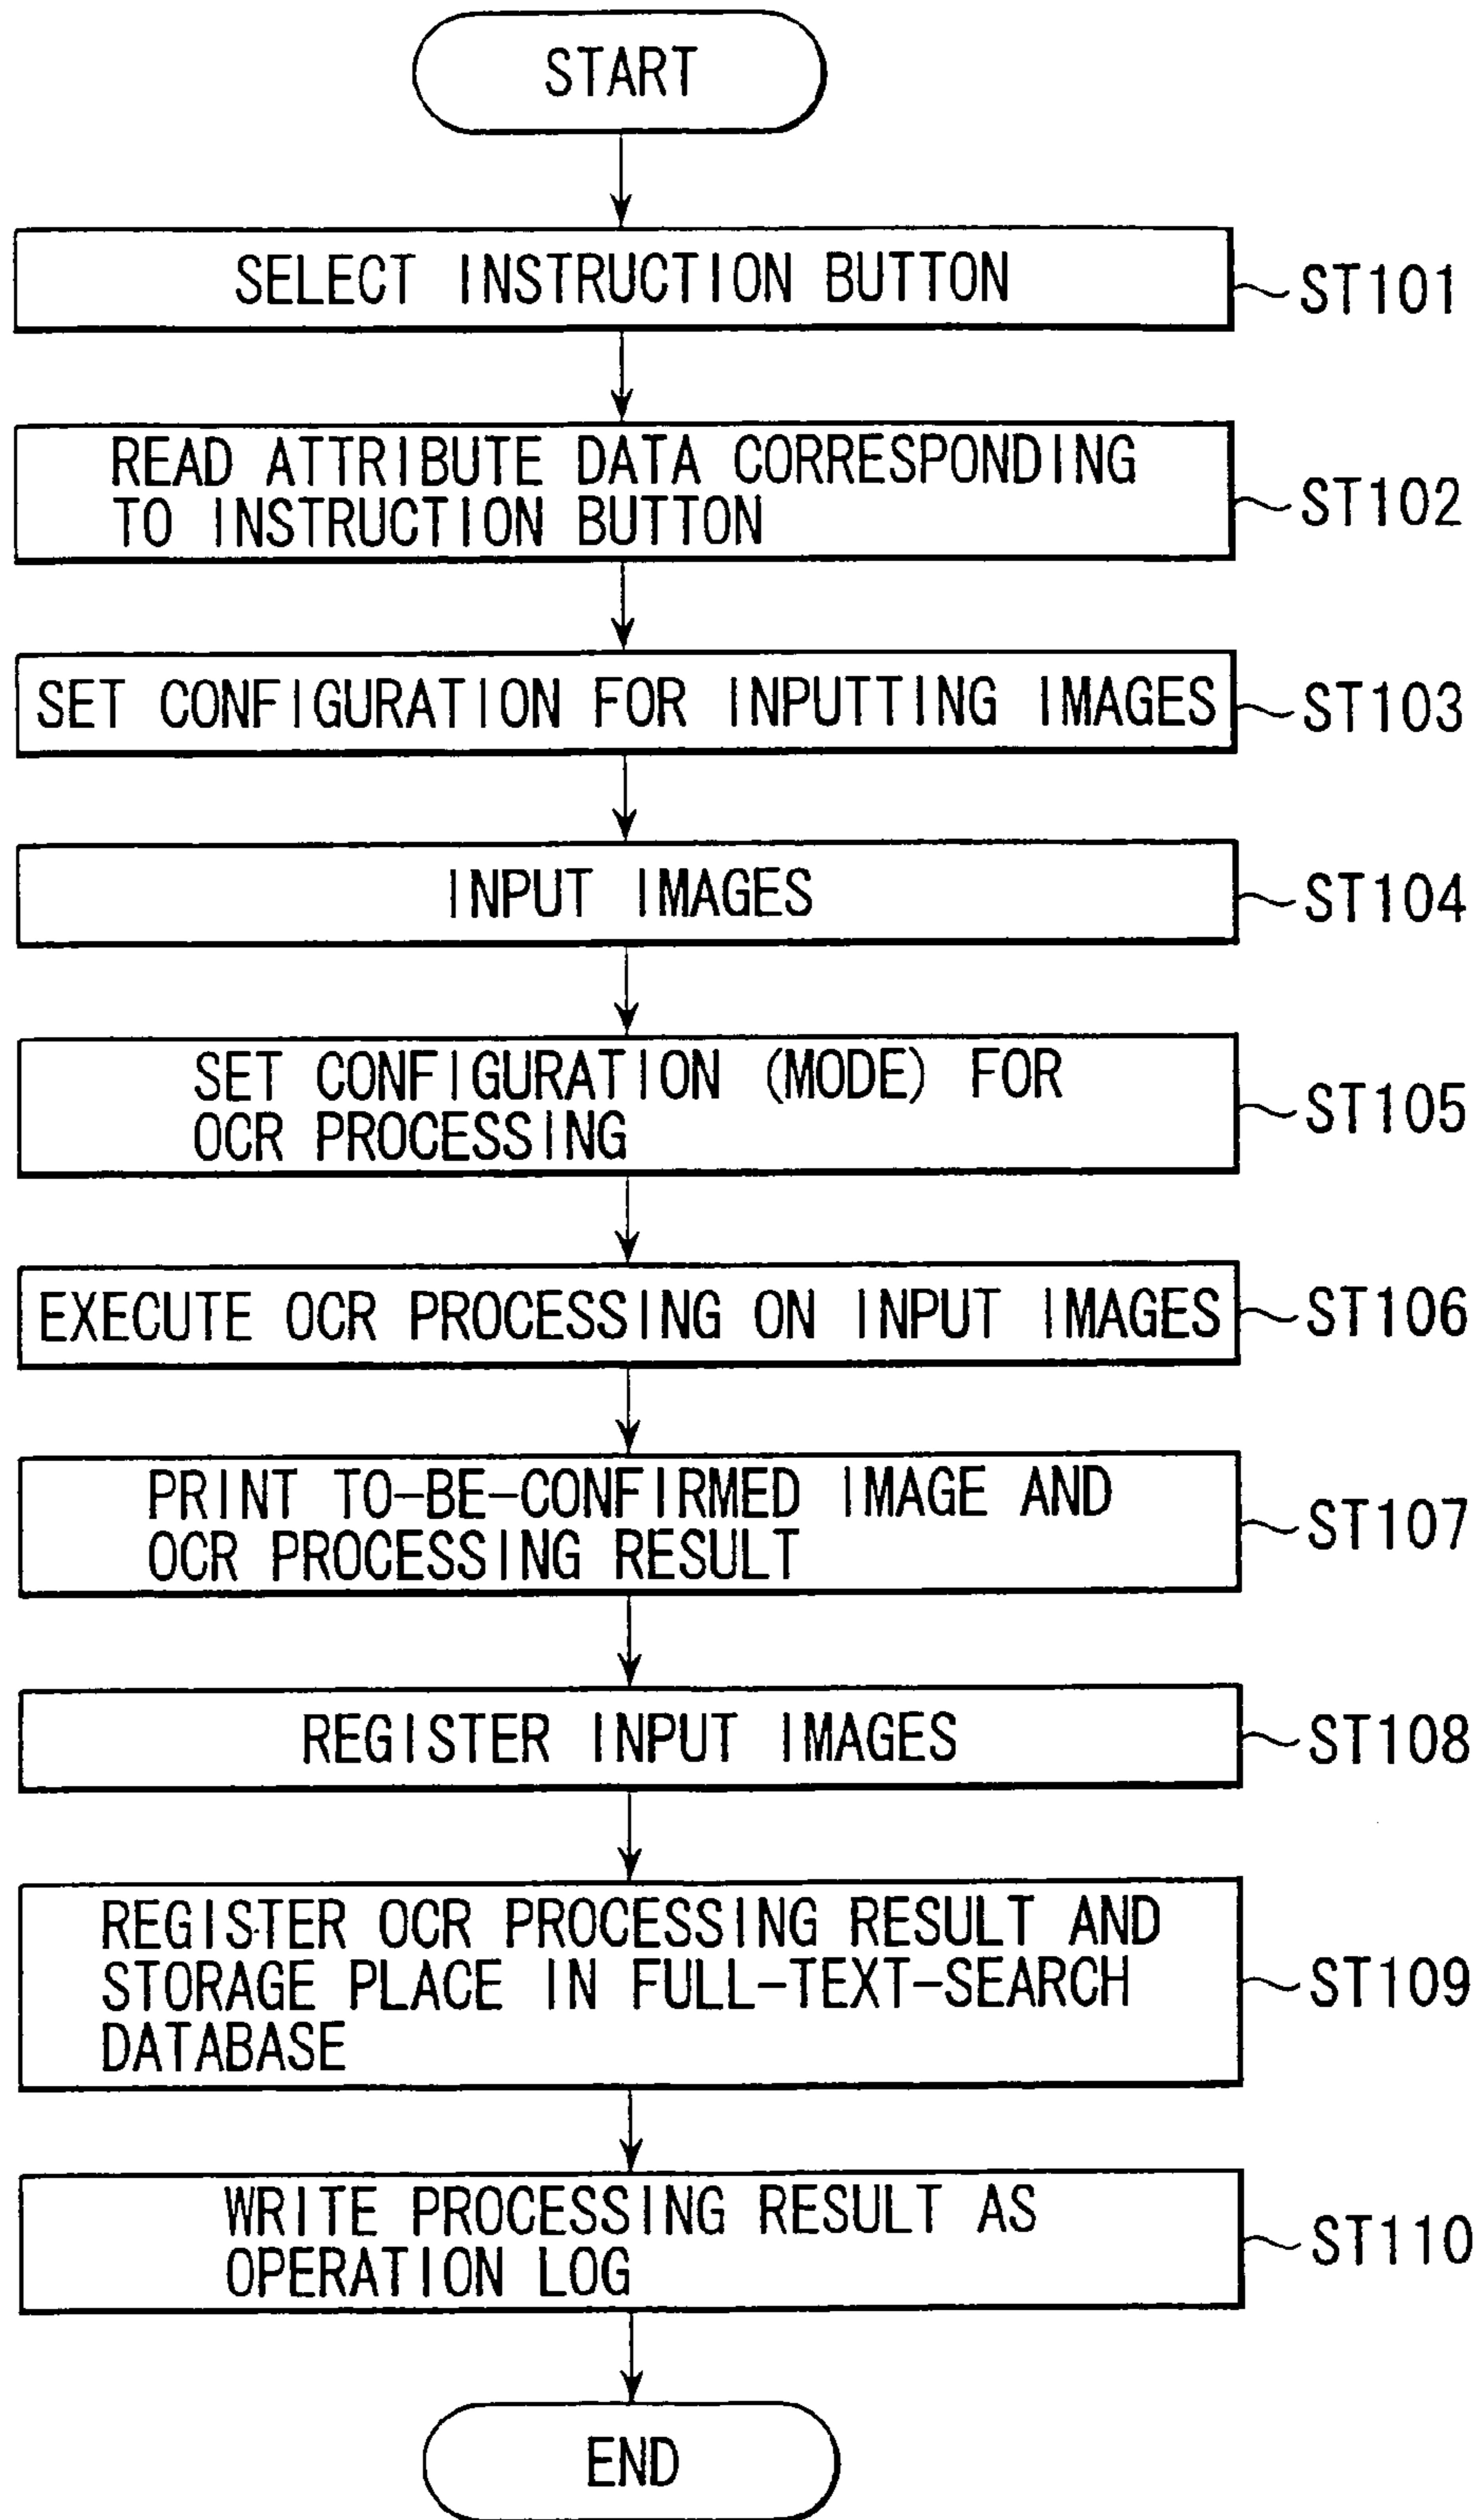 START
SELECT INSTRUCTION BUTTON
ST101
READ ATTRIBUTE DATA CORRESPONDING
TO INSTRUCTION BUTTON
ST102
SET CONFIGURATION FOR INPUTTING IMAGES
ST103
INPUT IMAGES
ST104
SET CONFIGURATION (MODE) FOR
OCR PROCESSING
ST105
EXECUTE OCR PROCESSING ON INPUT IMAGES
ST106
PRINT TO-BE-CONFIRMED IMAGE AND
OCR PROCESSING RESULT
ST107
REGISTER INPUT IMAGES
ST108
REGISTER OCR PROCESSING RESULT AND
STORAGE PLACE IN FULL-TEXT-SEARCH
DATABASE
ST109
WRITE PROCESSING RESULT AS
OPERATION LOG
ST110
END